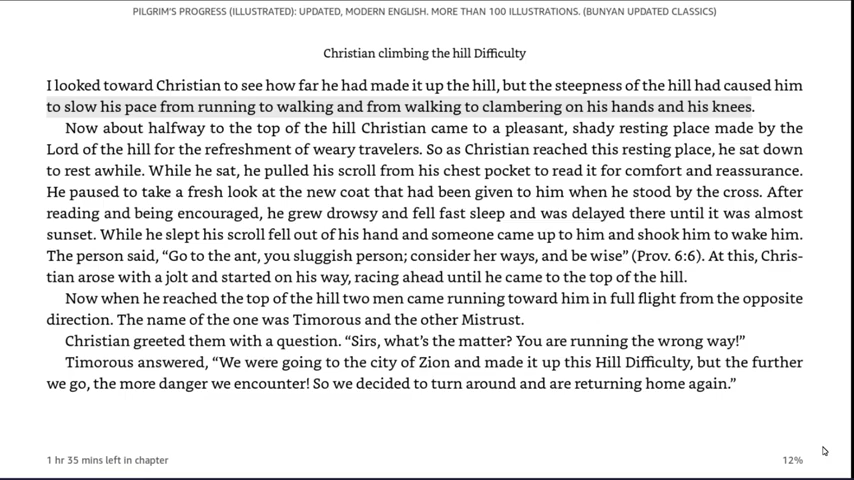 PILGRIM'S PROGRESS (ILLUSTRATED): UPDATED, MODERN ENGLISH. MORE THAN 100 ILLUSTRATIONS. (BUNYAN UPDATED CLASSICS)
Christian climbing the hill Difficulty
I looked toward Christian to see how far he had made it up the hill, but the steepness of the hill had caused him
to slow his pace from running to walking and from walking to clambering on his hands and his knees.
Now about halfway to the top of the hill Christian came to a pleasant, shady resting place made by the
Lord of the hill for the refreshment of weary travelers. So as Christian reached this resting place, he sat down
to rest awhile. While he sat, he pulled his scroll from his chest pocket to read it for comfort and reassurance.
He paused to take a fresh look at the new coat that had been given to him when he stood by the cross. After
reading and being encouraged, he grew drowsy and fell fast sleep and was delayed there until it was almost
sunset. While he slept his scroll fell out of his hand and someone came up to him and shook him to wake him.
The person said, “Go to the ant, you sluggish person; consider her ways, and be wise” (Prov. 6:6). At this, Chris-
tian arose with a jolt and started on his way, racing ahead until he came to the top of the hill.
Now when he reached the top of the hill two men came running toward him in full flight from the opposite
direction. The name of the one was Timorous and the other Mistrust.
Christian greeted them with a question. “Sirs, what’s the matter? You are running the wrong way!”
Timorous answered, “We were going to the city of Zion and made it up this Hill Difficulty, but the further
we go, the more danger we encounter! So we decided to turn around and are returning home again.”
1 hr 35 mins left in chapter
12%